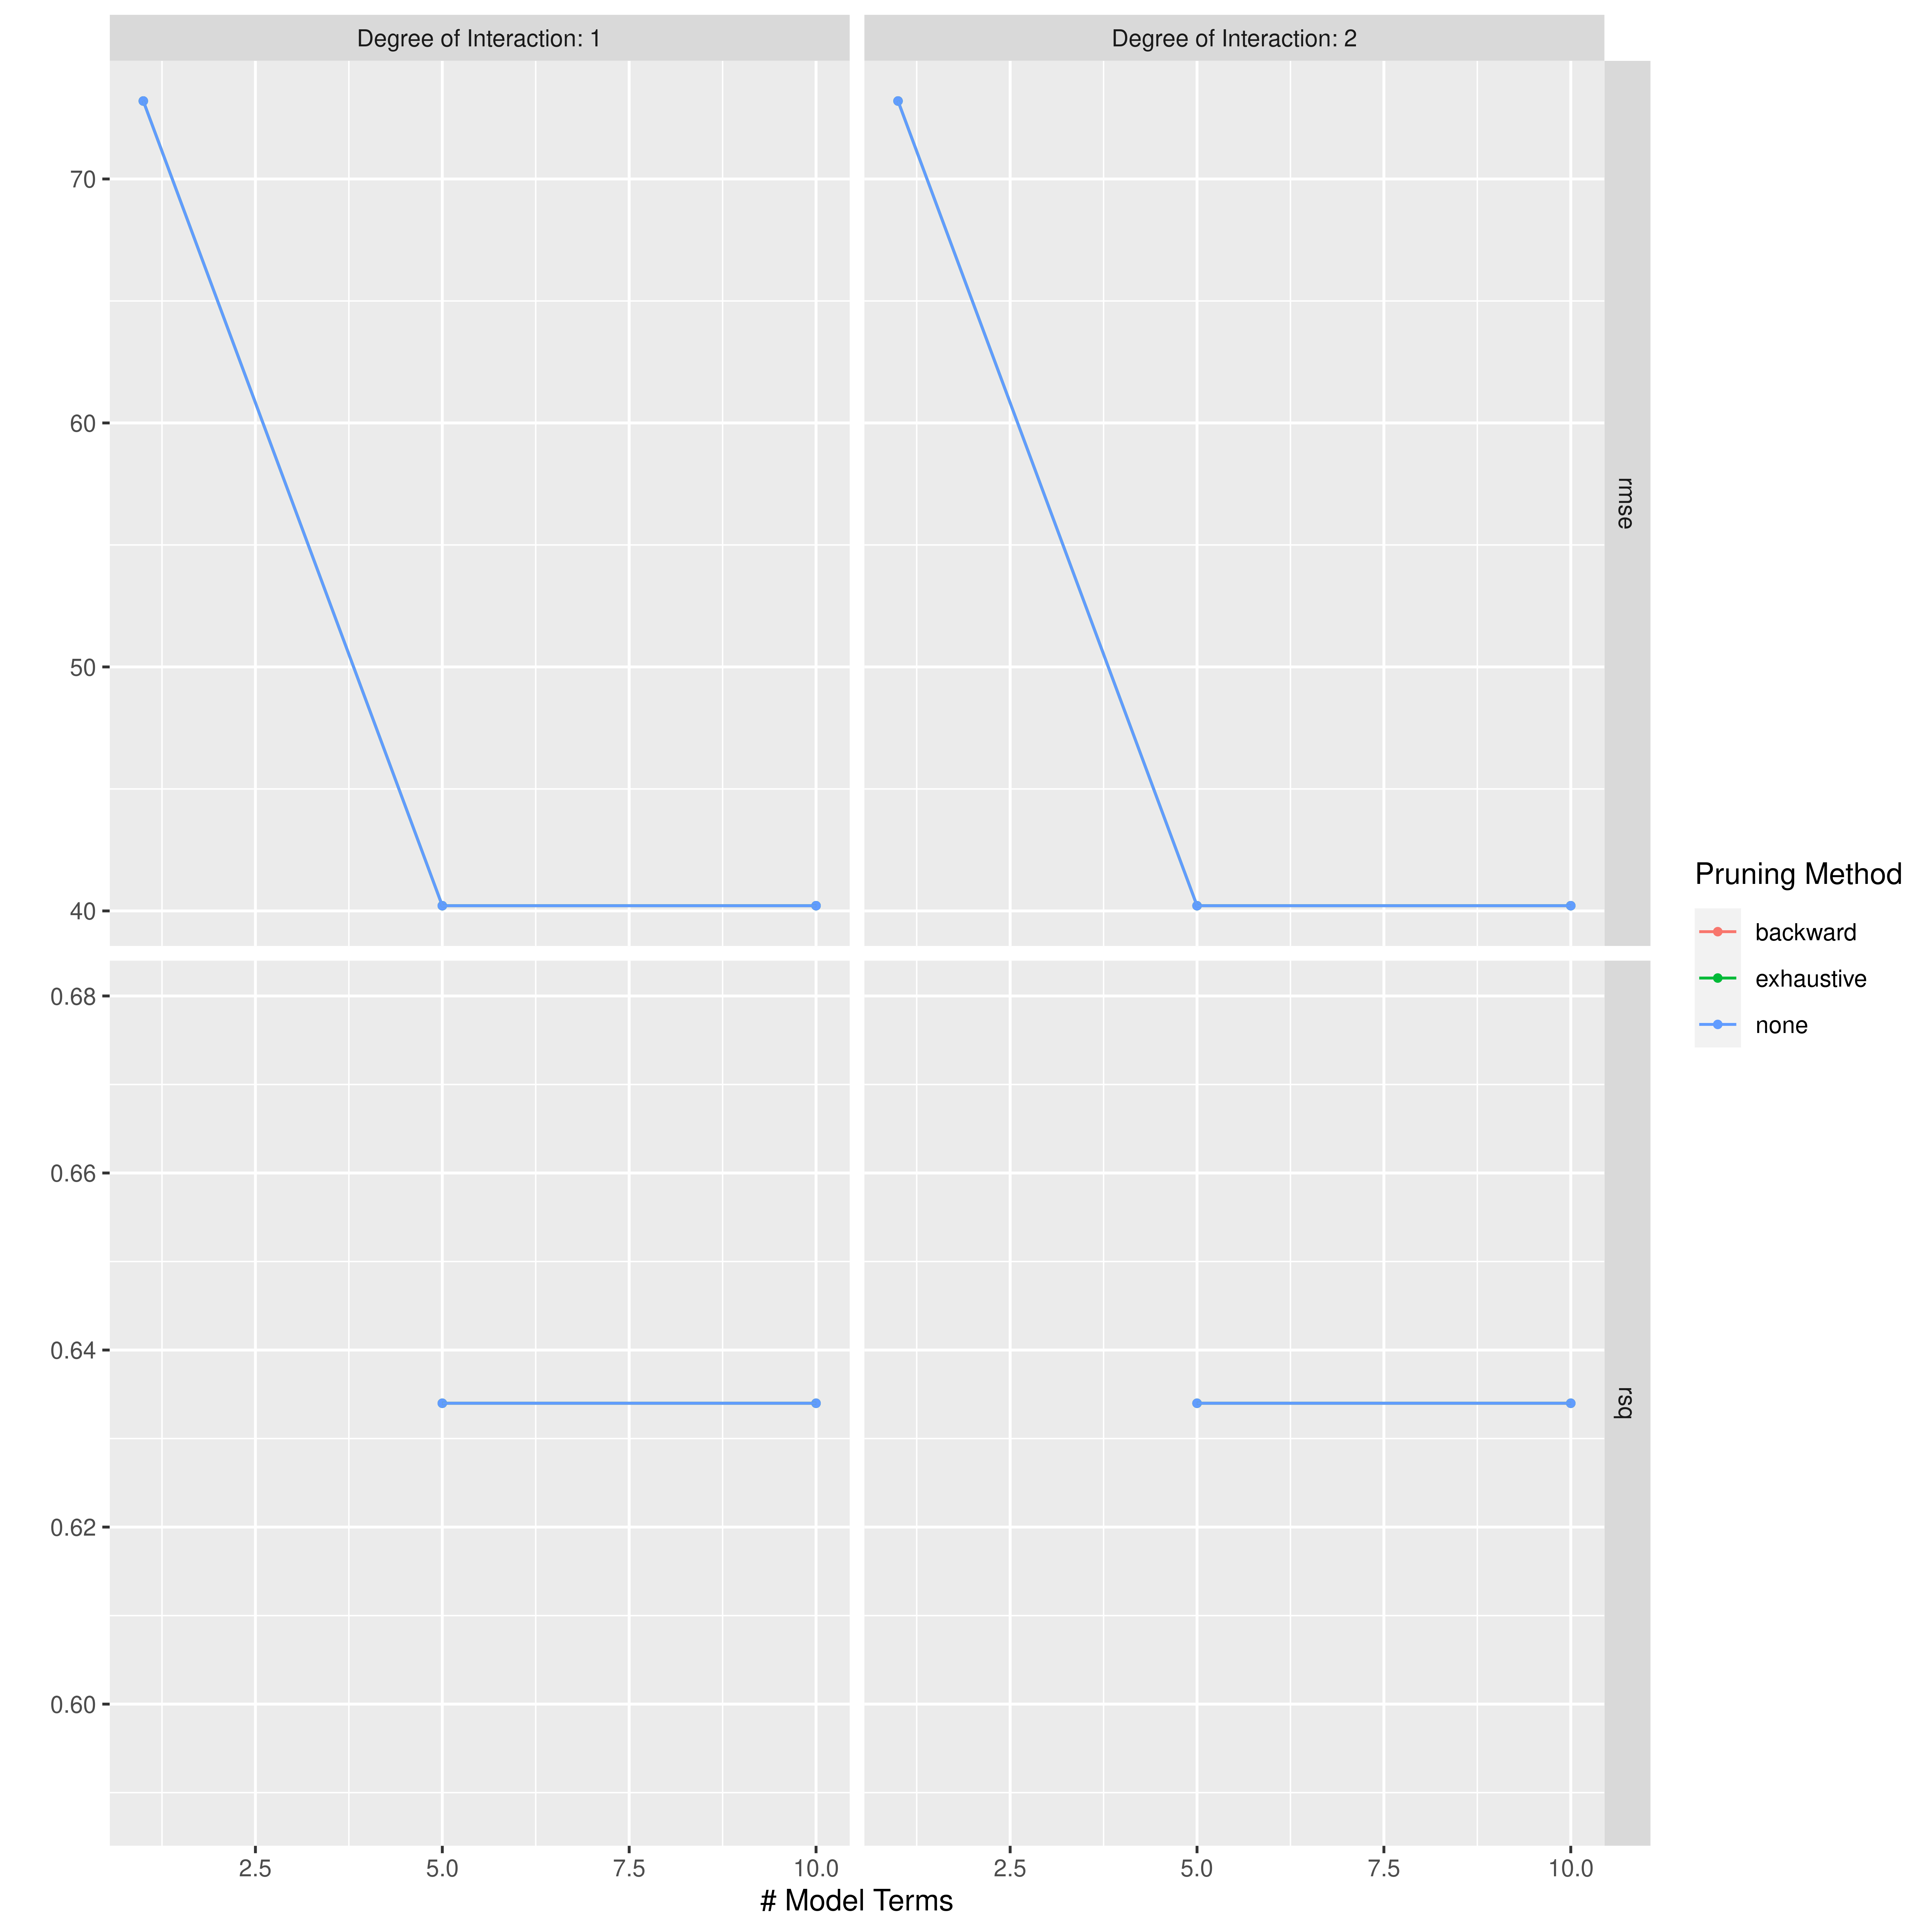 Degree of Interaction: 1
Degree of Interaction: 2
70
60
50
40
rmse
0.68
0.66
0.64
0.62
0.60
rsq
2.5 5.0 7.5 10.0
2.5 5.0 7.5 10.0
# Model Terms
Pruning Method
backward
exhaustive
none